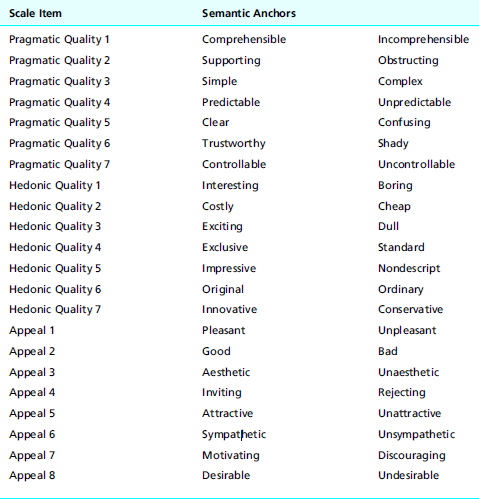 Scale Item Semantic Anchors
Pragmatic Quality 1 Comprehensible Incomprehensible
Pragmatic Quality 2 Supporting Obstructing
Pragmatic Quality 3 Simple Complex
Pragmatic Quality 4 Predictable Unpredictable
Pragmatic Quality 5 Clear Confusing
Pragmatic Quality 6 Trustworthy Shady
Pragmatic Quality 7 Controllable Uncontrollable
Hedonic Quality 1 Interesting Boring
Hedonic Quality 2 Costly Cheap
Hedonic Quality 3 Exciting Dull
Hedonic Quality 4 Exclusive Standard
Hedonic Quality 5 Impressive Nondescript
Hedonic Quality 6 Original Ordinary
Hedonic Quality 7 Innovative Conservative
Appeal 1 Pleasant Unpleasant
Appeal 2 Good Bad
Appeal 3 Aesthetic Unaesthetic
Appeal 4 Inviting Rejecting
Appeal 5 Attractive Unattractive
Appeal 6 Sympathetic Unsympathetic
Appeal 7 Motivating Discouraging
Appeal 8 Desirable Undesirable